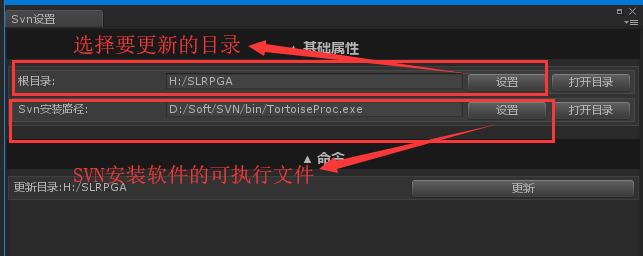 Svn设置
选择要更新的目录
▲ 基础属性
根目录: H:/SLRPGA 设置 打开目录
Svn安装路径: D:/Soft/SVN/bin/TortoiseProc.exe 设置 打开目录
▲ 命令
SVN安装软件的可执行文件
更新目录:H:/SLRPGA 更新